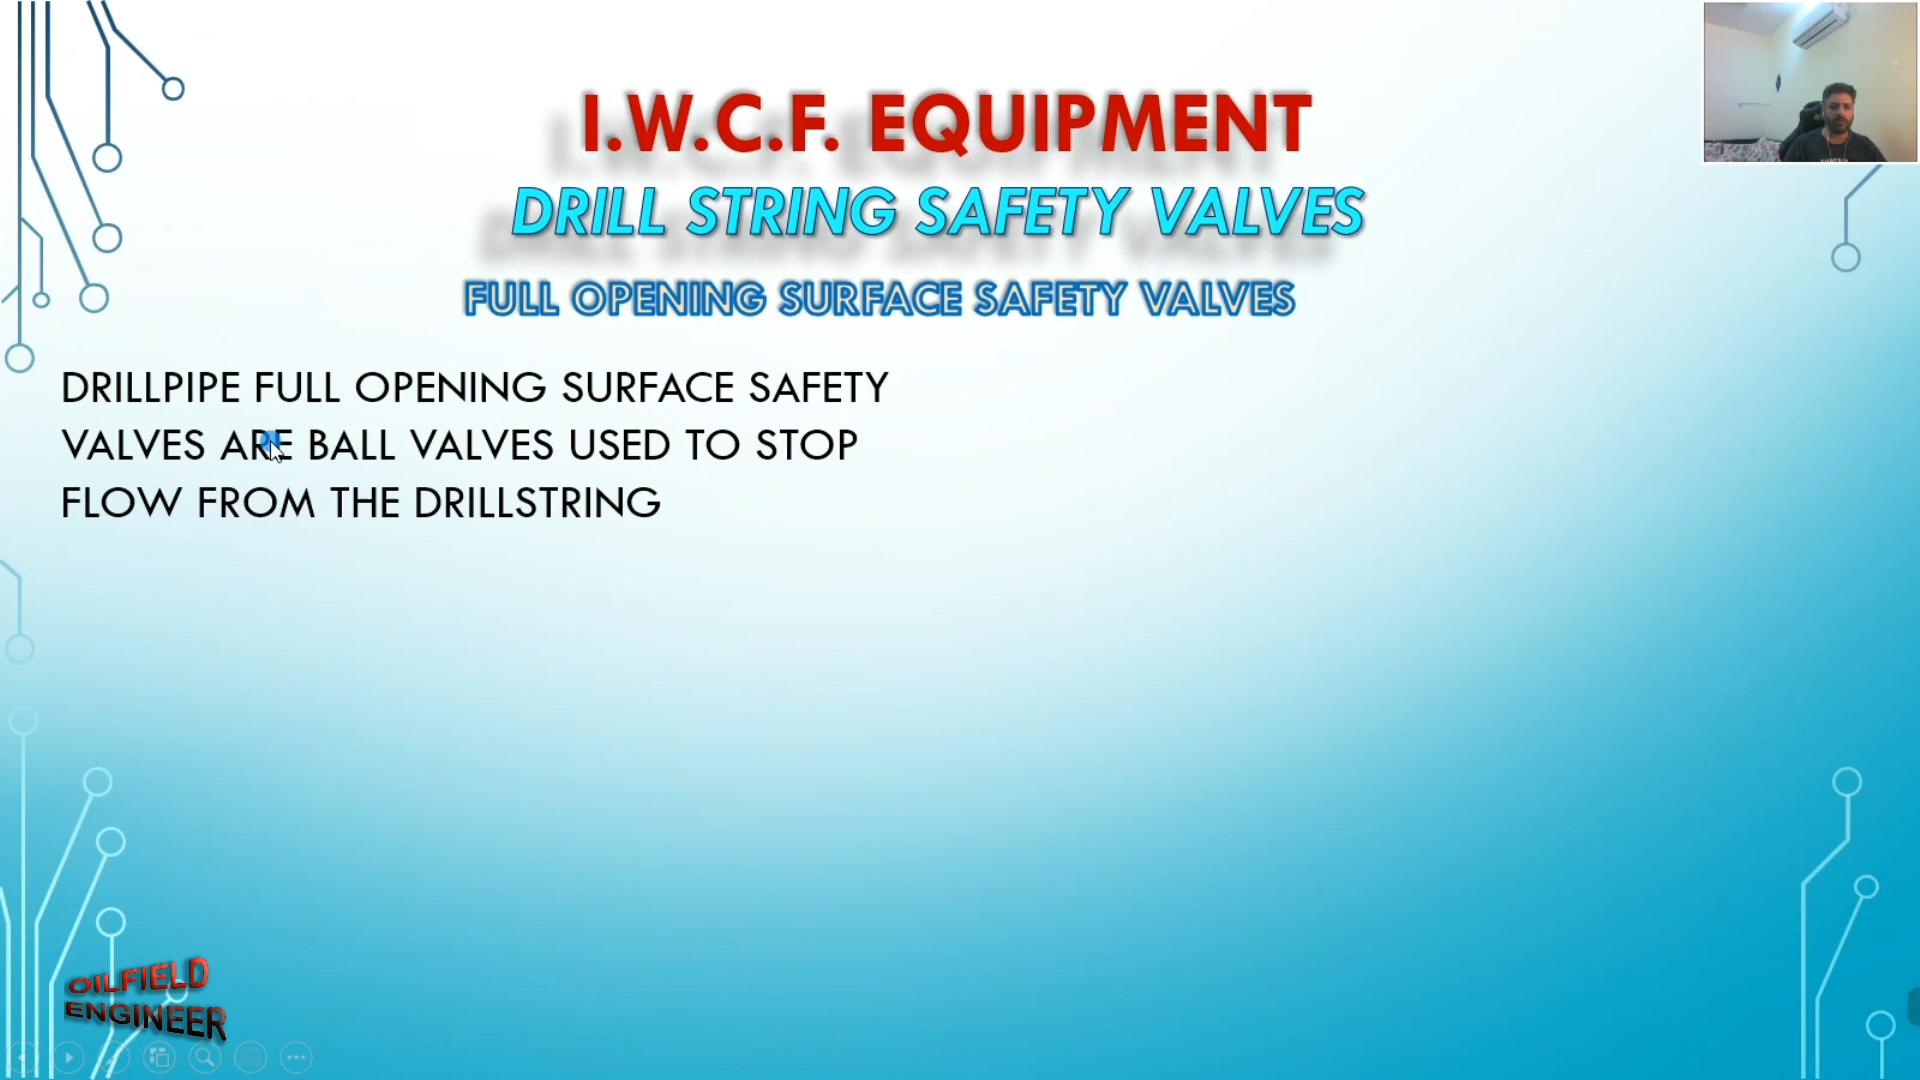 I.W.C.F. EQUIPMENT
DRILL STRING SAFETY VALVES
FULL OPENING SURFACE SAFETY VALVES
DRILLPIPE FULL OPENING SURFACE SAFETY
VALVES ARE BALL VALVES USED TO STOP
FLOW FROM THE DRILLSTRING
OILFIELD
ENGINEER